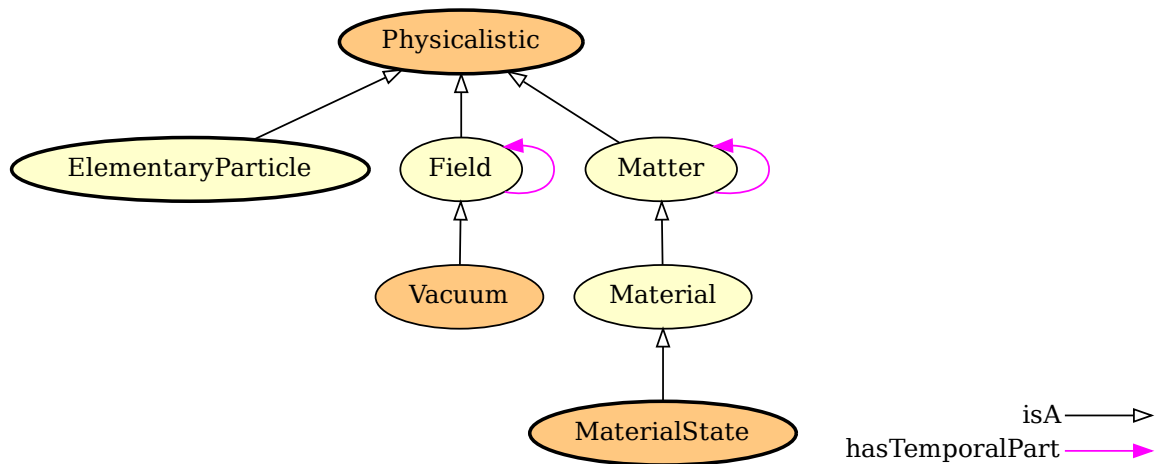 Physicalistic
ElementaryParticle
Field
Matter
Vacuum
Material
MaterialState
isA
hasTemporalPart